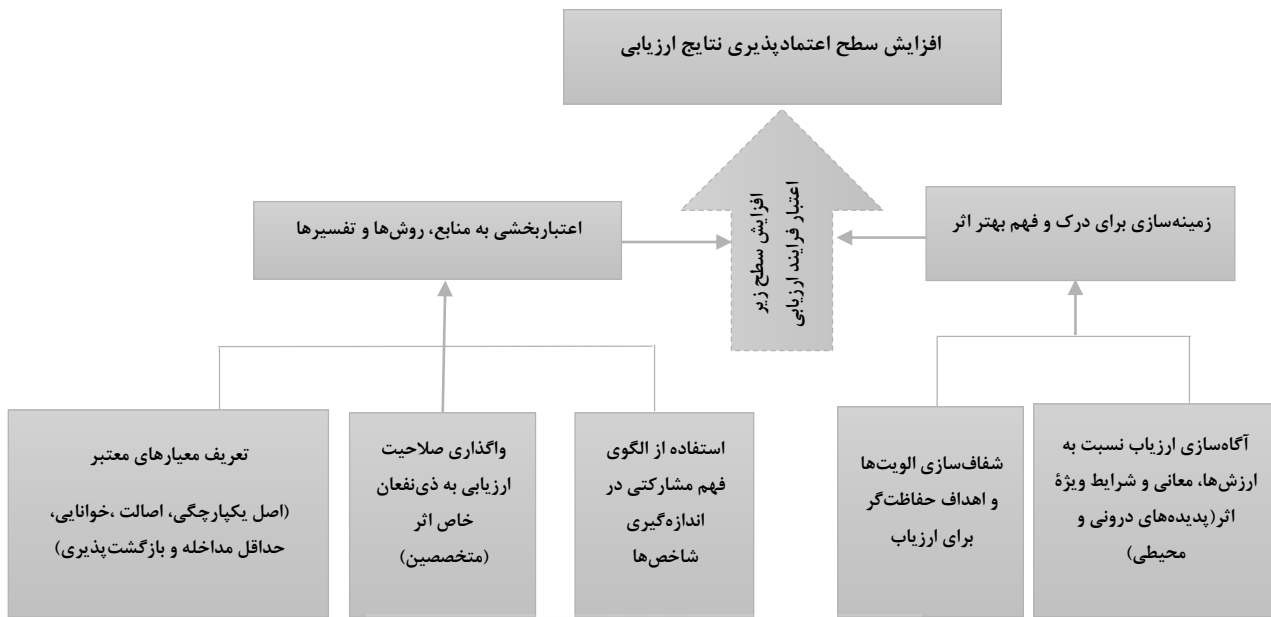 افزایش سطح اعتمادپذیری نتایج ارزیابی
زمینه‌سازی برای درک و فهم بهتر اثر
افزایش سطح زیر
اعتبار فرایند ارزیابی
اعتباربخشی به منابع، روش‌ها و تفسیرها
آگاه‌سازی ارزیاب نسبت به
ارزش‌ها، معانی و شرایط ویژۀ
اثر(پدیده‌های درونی و
محیطی)
شفاف‌سازی الویت‌ها
و اهداف حفاظت‌گر
برای ارزیاب
استفاده از الگوی
فهم مشارکتی در
اندازه‌گیری
شاخص‌ها
واگذاری صلاحیت
ارزیابی به ذی‌نفعان
خاص اثر
(متخصصین)
تعریف معیارهای معتبر
(اصل یکپارچگی، اصالت ،خوانایی،
حداقل مداخله و بازگشت‌پذیری)